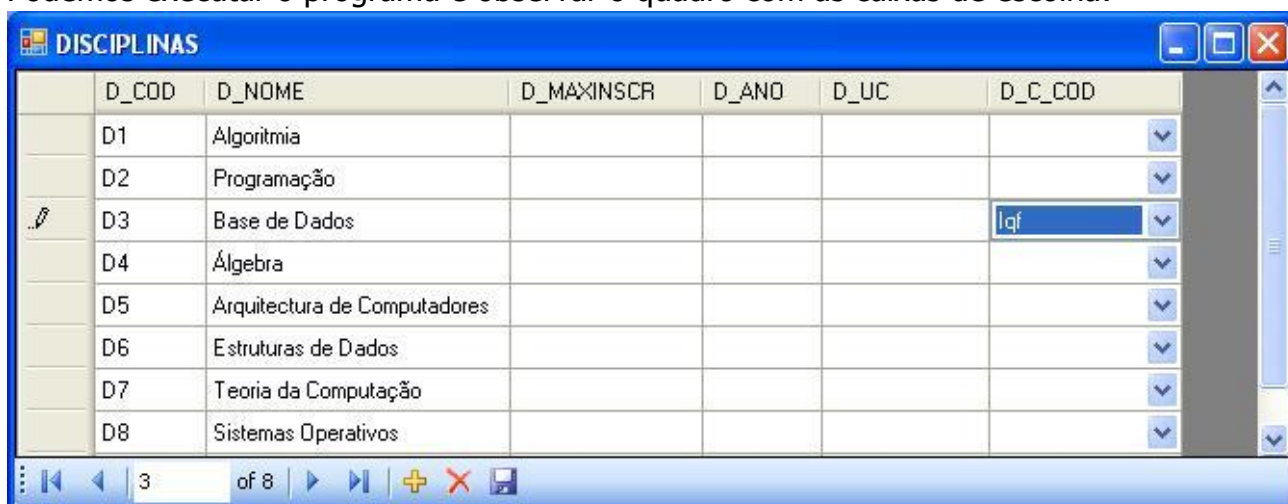 Podemos executar o programa e observar o quadro com as caixas de escolha.
DISCIPLINAS
D_COD D_NOME D_MAXINSCR D_ANO D_UC D_C_COD
D1 Algoritmia
D2 Programação
D3 Base de Dados lqf
D4 Álgebra
D5 Arquitectura de Computadores
D6 Estruturas de Dados
D7 Teoria da Computação
D8 Sistemas Operativos
3 of 8